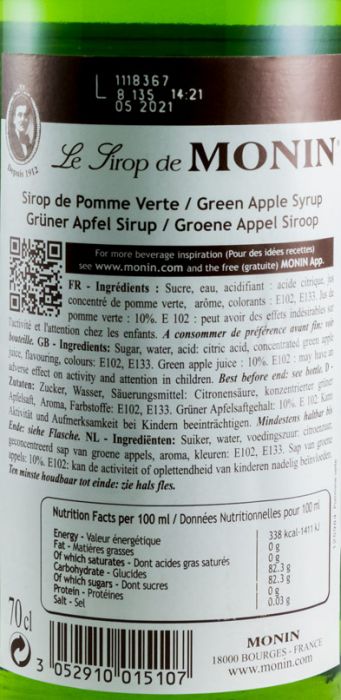 L 1118367
8 135 14:21
05 2021
Depuis 1912
Le Sirop de MONIN
Sirop de Pomme Verte / Green Apple Syrup
Grüner Apfel Sirup / Groene Appel Siroop
For more beverage inspiration (Pour des idées recettes)
see www.monin.com and the free (gratuite) MONIN App.
FR - Ingrédients : Sucre, eau, acidifiant : acide citrique, jus
concentré de pomme verte, arôme, colorants : E102, E133. Jus de
pomme verte : 10%. E 102 : peut avoir des effets indésirables sur
l'activité et l'attention chez les enfants. A consommer de préférence avant fin: voir
bouteille. GB - Ingredients: Sugar, water, acid: citric acid, concentrated green apple
juice, flavouring, colours: E102, E133. Green apple juice : 10%. E 102 : may have an
adverse effect on activity and attention in children. Best before end: see bottle. D -
Zutaten: Zucker, Wasser, Säuerungsmittel: Citronensäure, konzentrierter grüner
Apfelsaft, Aroma, Farbstoffe: E102, E133. Grüner Apfelsaftgehalt: 10%. E 102 Kann
Aktivität und Aufmerksamkeit bei Kindern beeinträchtigen. Mindestens haltbar bis
Ende: siehe Flasche. NL - Ingrediënten: Suiker, water, voedingszuur: citroenzuur,
geconcentreerd sap van groene appels, aroma, kleuren: E102, E133. Sap van groene
appels: 10%. E102: kan de activiteit of oplettendheid van kinderen nadelig beïnvloeden.
Ten minste houdbaar tot einde: zie hals fles.
Nutrition Facts per 100 ml / Données Nutritionnelles pour 100 ml
Energy - Valeur énergétique 338 kcal-1411 kJ
Fat - Matières grasses 0 g
Of which saturates - Dont acides gras saturés 0 g
Carbohydrate - Glucides 82.3 g
Of which sugars - Dont sucres 82.3 g
Protein - Protéines 0 g
Salt - Sel 0.03 g
70cl
3 052910 015107
MONIN
18000 BOURGES - FRANCE
www.monin.com